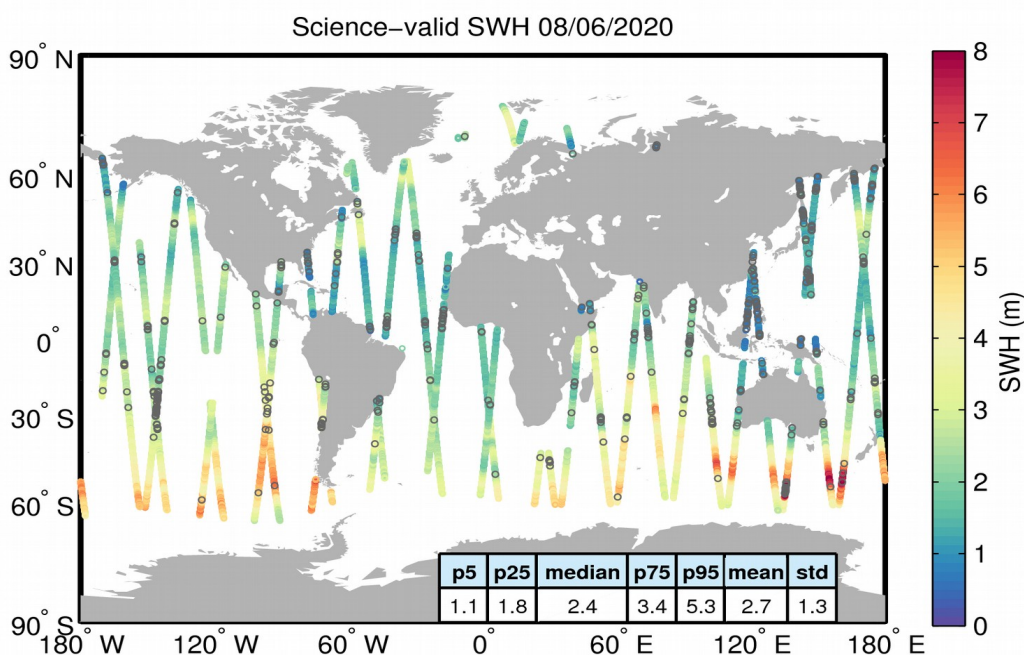 Science−valid SWH 08/06/2020
90° N
60° N
30° N
0°
30° S
60° S
90° S
180° W 120° W 60° W 0° 60° E 120° E 180° E
p5 p25 median p75 p95 mean std
1.1 1.8 2.4 3.4 5.3 2.7 1.3
8
7
6
5
4
3
2
1
0
SWH (m)